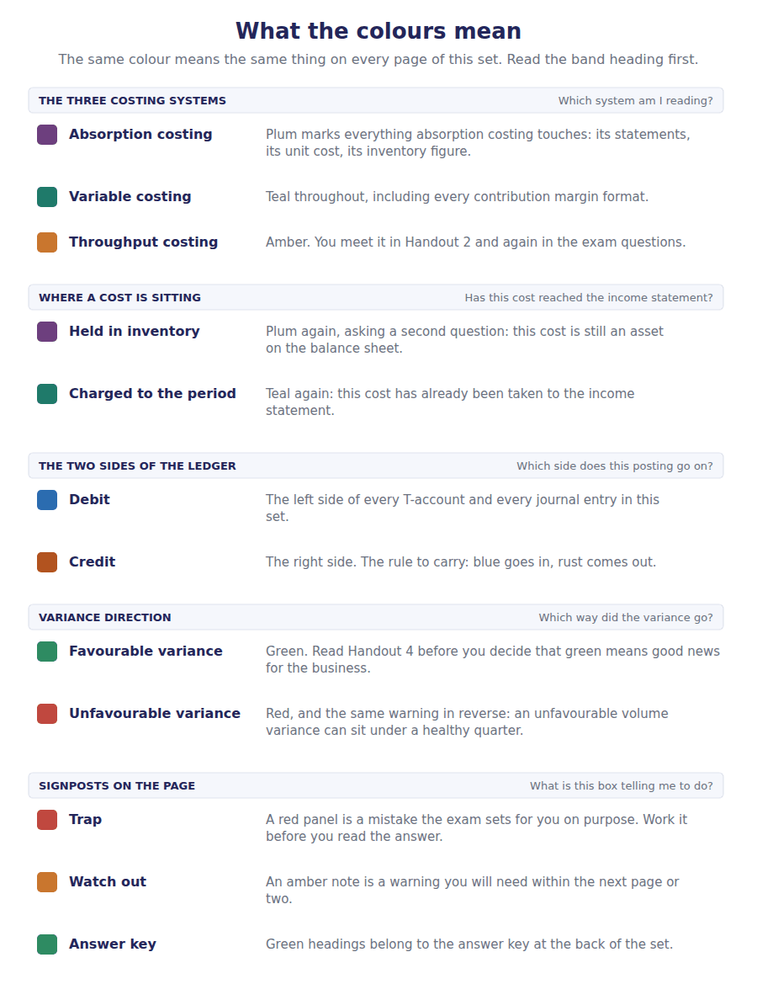 What the colours mean
The same colour means the same thing on every page of this set. Read the band heading first.
THE THREE COSTING SYSTEMS
Which system am I reading?
Absorption costing
Plum marks everything absorption costing touches: its statements,
its unit cost, its inventory figure.
Variable costing
Teal throughout, including every contribution margin format.
Throughput costing
Amber. You meet it in Handout 2 and again in the exam questions.
WHERE A COST IS SITTING
Has this cost reached the income statement?
Held in inventory
Plum again, asking a second question: this cost is still an asset
on the balance sheet.
Charged to the period
Teal again: this cost has already been taken to the income
statement.
THE TWO SIDES OF THE LEDGER
Which side does this posting go on?
Debit
The left side of every T-account and every journal entry in this
set.
Credit
The right side. The rule to carry: blue goes in, rust comes out.
VARIANCE DIRECTION
Which way did the variance go?
Favourable variance
Green. Read Handout 4 before you decide that green means good news
for the business.
Unfavourable variance
Red, and the same warning in reverse: an unfavourable volume
variance can sit under a healthy quarter.
SIGNPOSTS ON THE PAGE
What is this box telling me to do?
Trap
A red panel is a mistake the exam sets for you on purpose. Work it
before you read the answer.
Watch out
An amber note is a warning you will need within the next page or
two.
Answer key
Green headings belong to the answer key at the back of the set.